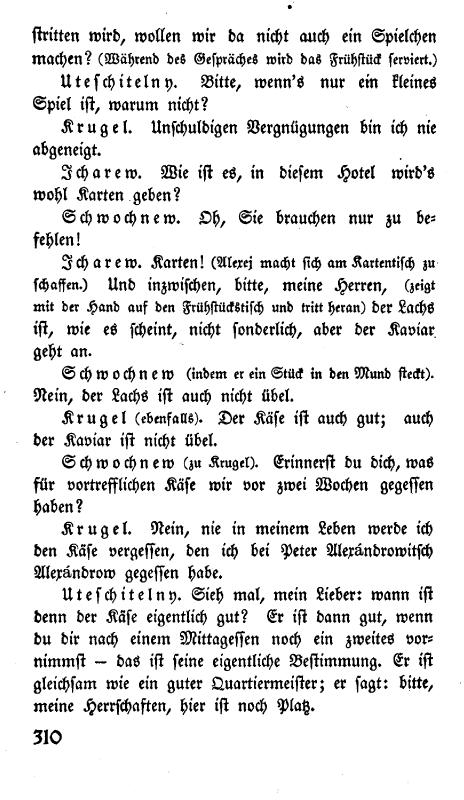 stritten wird, wollen wir da nicht auch ein Spielchen
machen? (Während des Gespräches wird das Frühstück serviert.)
Uteschitelny. Bitte, wenn's nur ein kleines
Spiel ist, warum nicht?
Krugel. Unschuldigen Vergnügungen bin ich nie
abgeneigt.
Icharew. Wie ist es, in diesem Hotel wird's
wohl Karten geben?
Schwochnew. Oh, Sie brauchen nur zu be-
fehlen!
Icharew. Karten! (Alexej macht sich am Kartentisch zu
schaffen.) Und inzwischen, bitte, meine Herren, (zeigt
mit der Hand auf den Frühstückstisch und tritt heran) der Lachs
ist, wie es scheint, nicht sonderlich, aber der Kaviar
geht an.
Schwochnew (indem er ein Stück in den Mund steckt).
Nein, der Lachs ist auch nicht übel.
Krugel (ebenfalls). Der Käse ist auch gut; auch
der Kaviar ist nicht übel.
Schwochnew (zu Krugel). Erinnerst du dich, was
für vortrefflichen Käse wir vor zwei Wochen gegessen
haben?
Krugel. Nein, nie in meinem Leben werde ich
den Käse vergessen, den ich bei Peter Alexándrowitsch
Alexándrow gegessen habe.
Uteschitelny. Sieh mal, mein Lieber: wann ist
denn der Käse eigentlich gut? Er ist dann gut, wenn
du dir nach einem Mittagessen noch ein zweites vor-
nimmst – das ist seine eigentliche Bestimmung. Er ist
gleichsam wie ein guter Quartiermeister; er sagt: bitte,
meine Herrschaften, hier ist noch Platz.
310